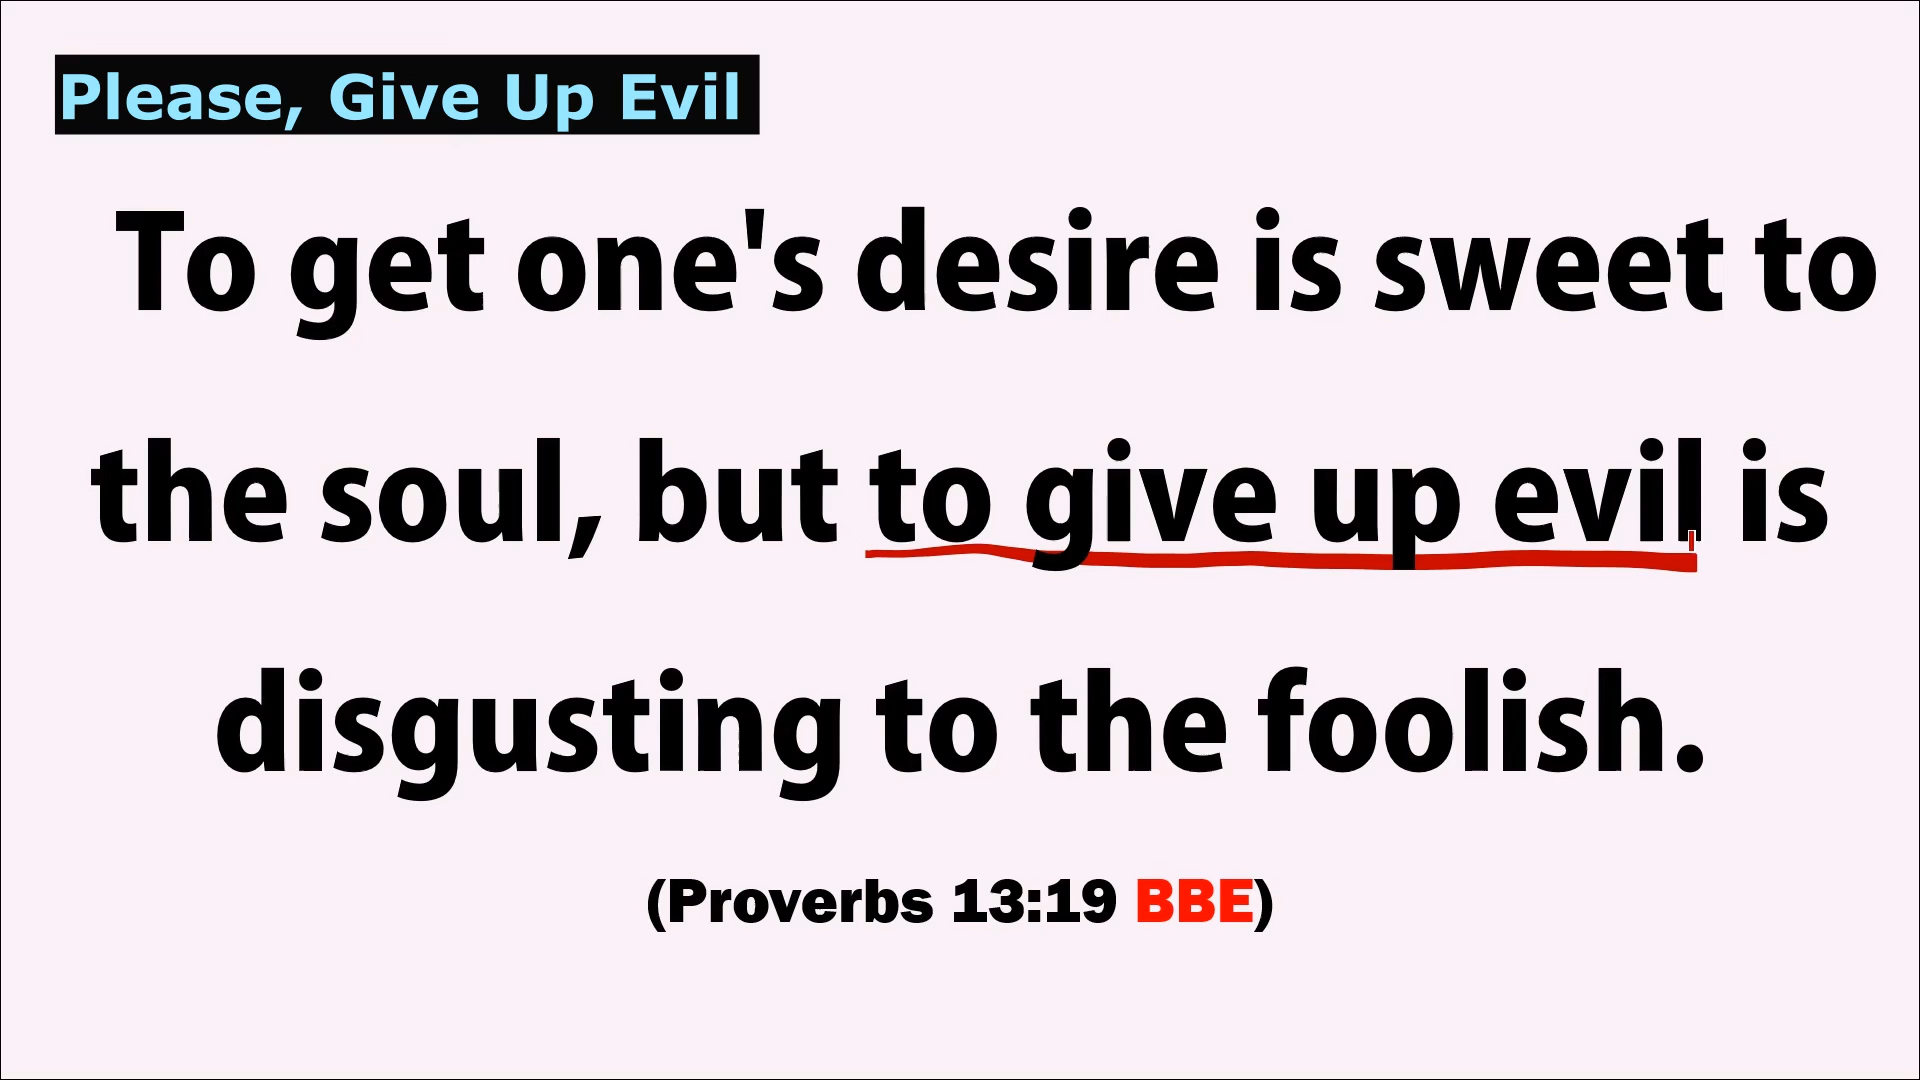 Please, Give Up Evil
To get one's desire is sweet to
the soul, but to give up evil is
disgusting to the foolish.
(Proverbs 13:19 BBE)